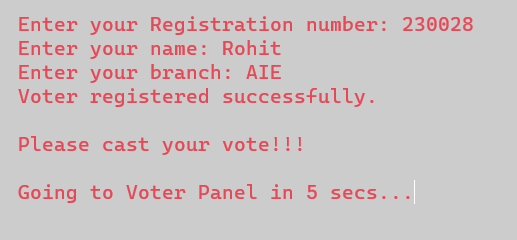 Enter your Registration number: 230028
Enter your name: Rohit
Enter your branch: AIE
Voter registered successfully.
Please cast your vote!!!
Going to Voter Panel in 5 secs...